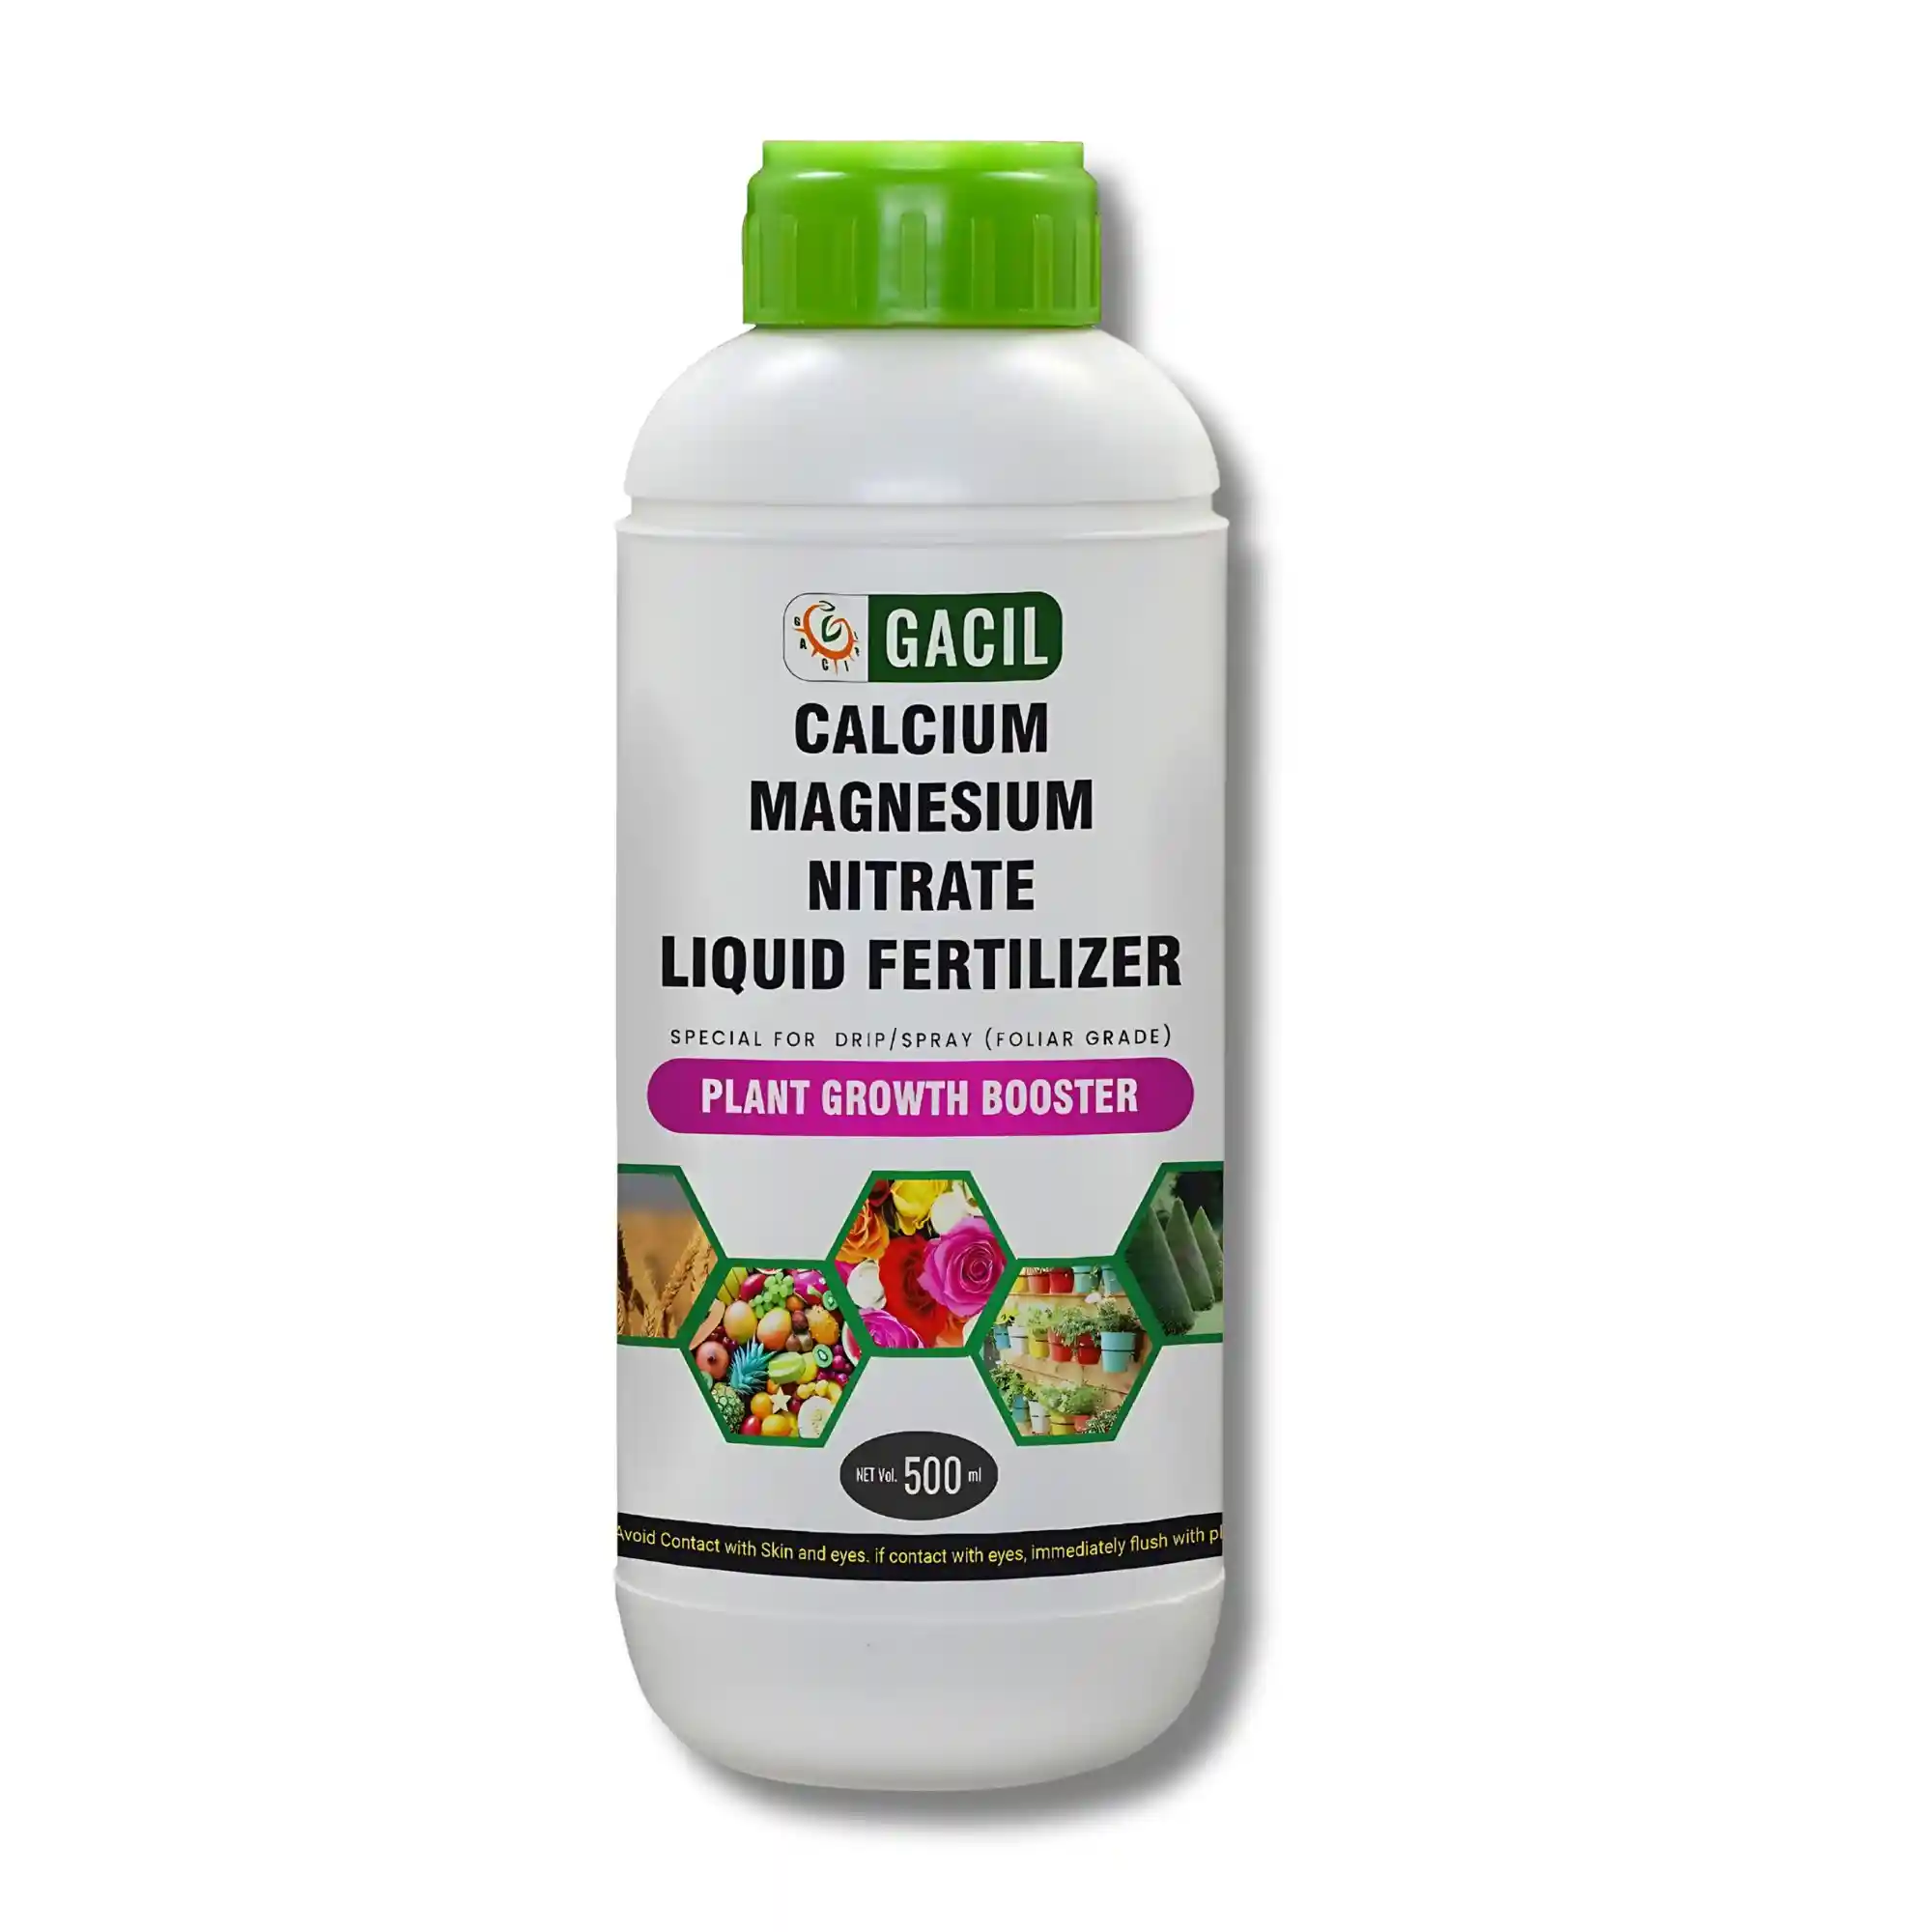 GACIL
CALCIUM
MAGNESIUM
NITRATE
LIQUID FERTILIZER
SPECIAL FOR DRIP/SPRAY (FOLIAR GRADE)
PLANT GROWTH BOOSTER
NET Vol. 500 ml
Avoid Contact with Skin and eyes. if contact with eyes, immediately flush with